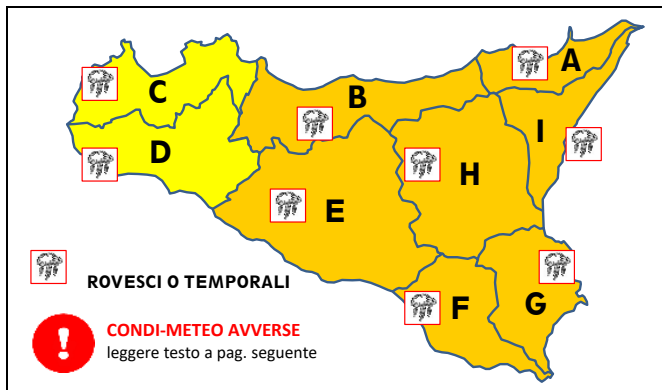 A
B
C
I
D
H
E
ROVESCI O TEMPORALI
F
G
CONDI-METEO AVVERSE
leggere testo a pag. seguente